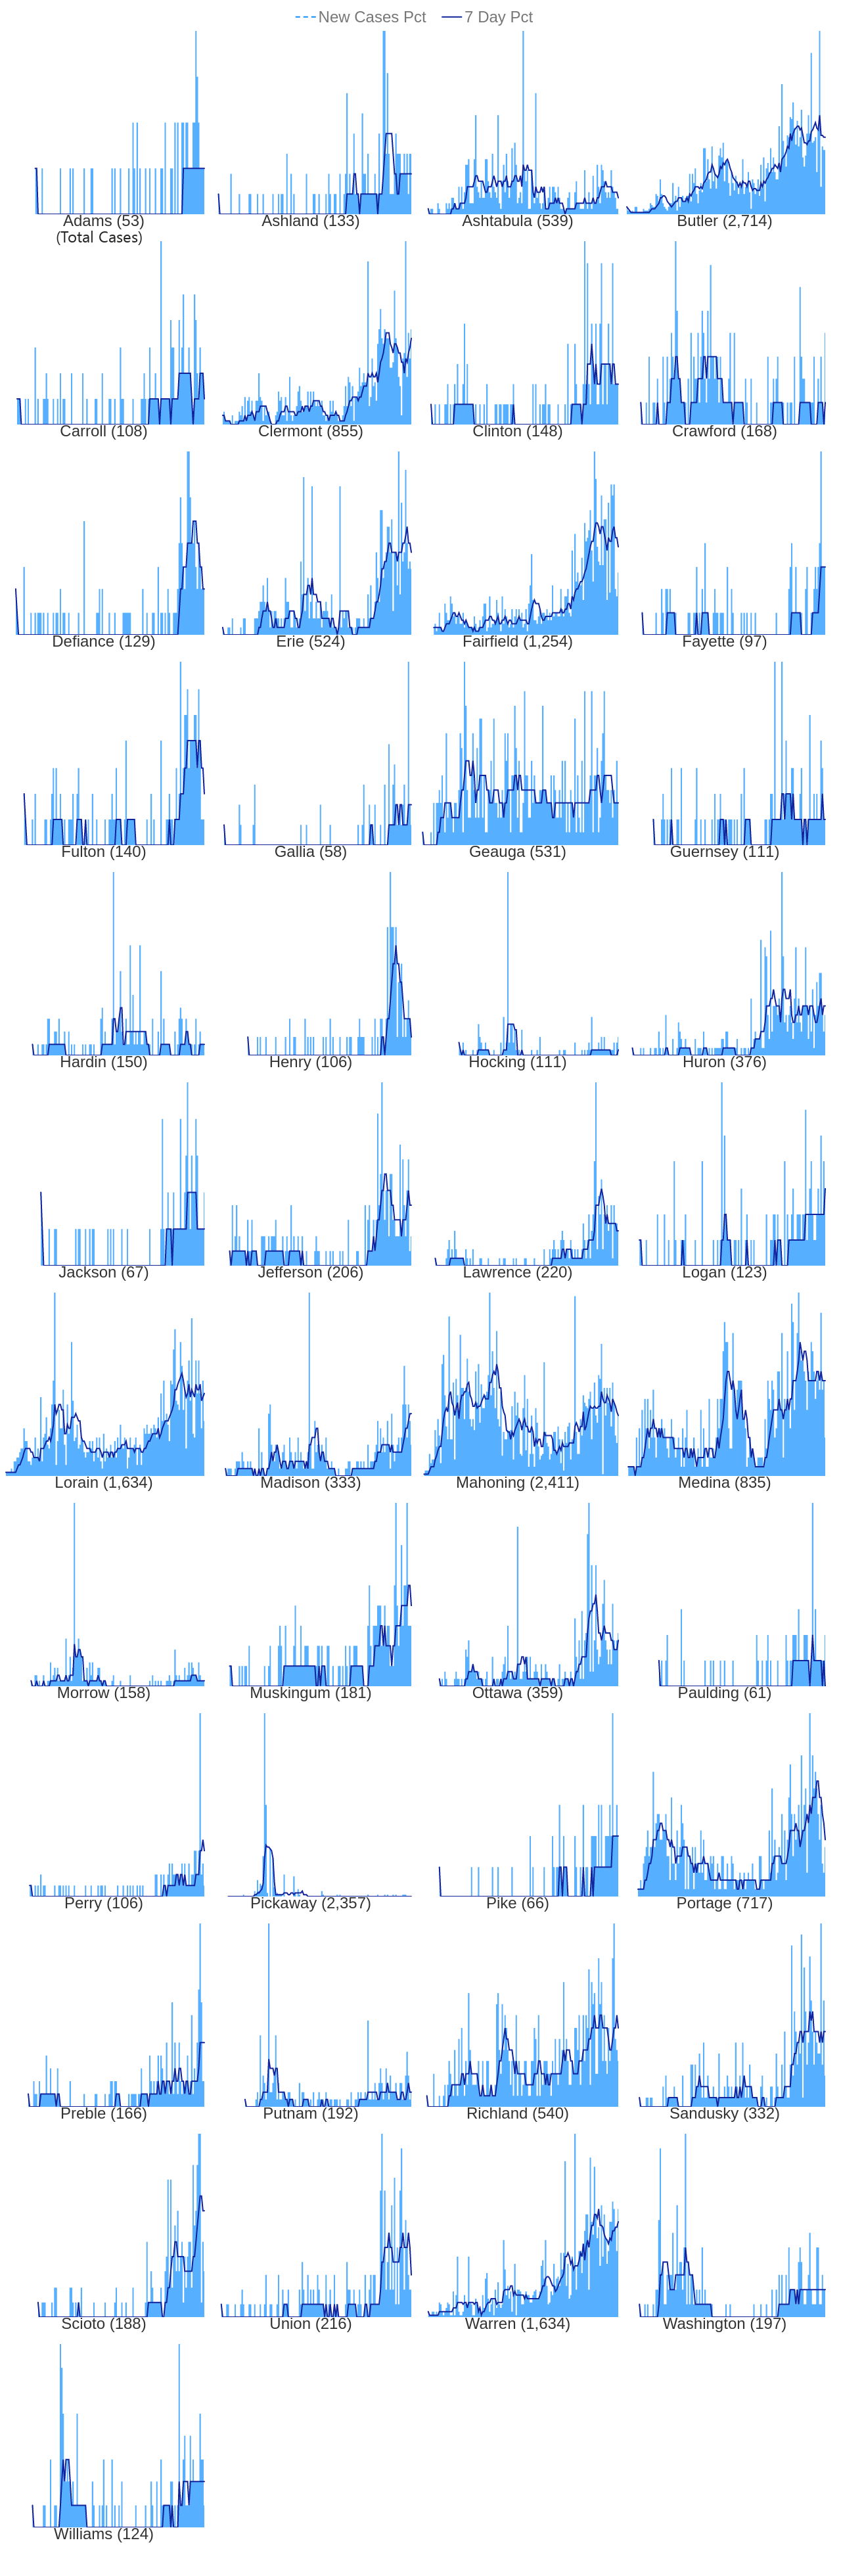 New Cases Pct 7 Day Pct
Adams (53) Ashland (133) Ashtabula (539) Butler (2,714)
(Total Cases)
Carroll (108) Clermont (855) Clinton (148) Crawford (168)
Defiance (129) Erie (524) Fairfield (1,254) Fayette (97)
Fulton (140) Gallia (58) Geauga (531) Guernsey (111)
Hardin (150) Henry (106) Hocking (111) Huron (376)
Jackson (67) Jefferson (206) Lawrence (220) Logan (123)
Lorain (1,634) Madison (333) Mahoning (2,411) Medina (835)
Morrow (158) Muskingum (181) Ottawa (359) Paulding (61)
Perry (106) Pickaway (2,357) Pike (66) Portage (717)
Preble (166) Putnam (192) Richland (540) Sandusky (332)
Scioto (188) Union (216) Warren (1,634) Washington (197)
Williams (124)